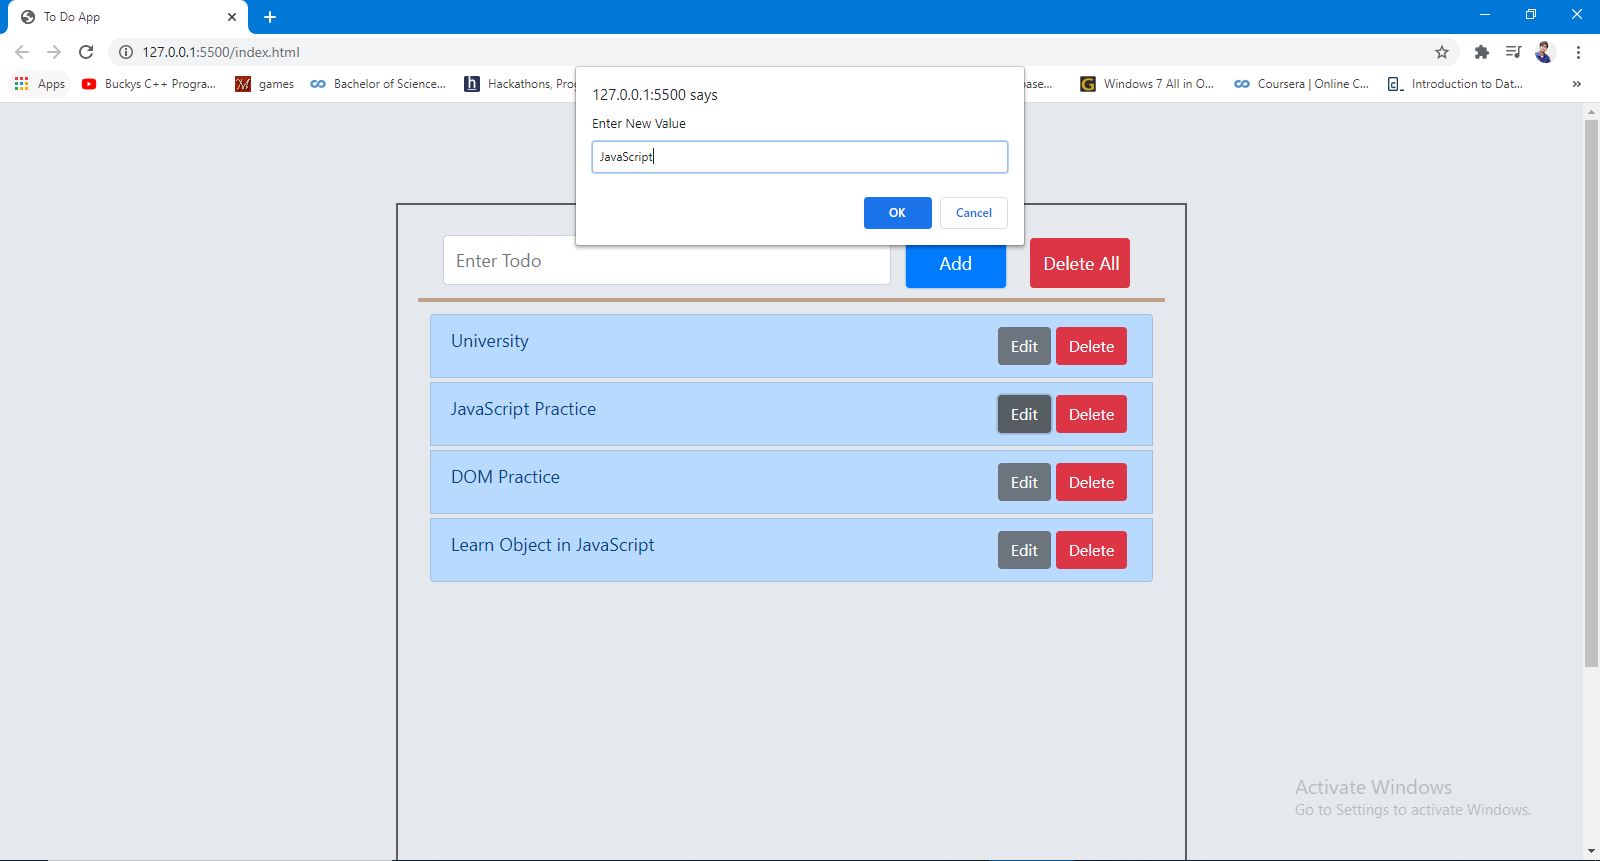 To Do App
127.0.0.1:5500/index.html
Apps
Buckys C++ Progra...
games
Bachelor of Science...
Hackathons, Prog
ase...
Windows 7 All in O...
Coursera | Online C...
Introduction to Dat...
»
127.0.0.1:5500 says
Enter New Value
JavaScript
OK Cancel
Enter Todo Add Delete All
University Edit Delete
JavaScript Practice Edit Delete
DOM Practice Edit Delete
Learn Object in JavaScript Edit Delete
Activate Windows
Go to Settings to activate Windows.